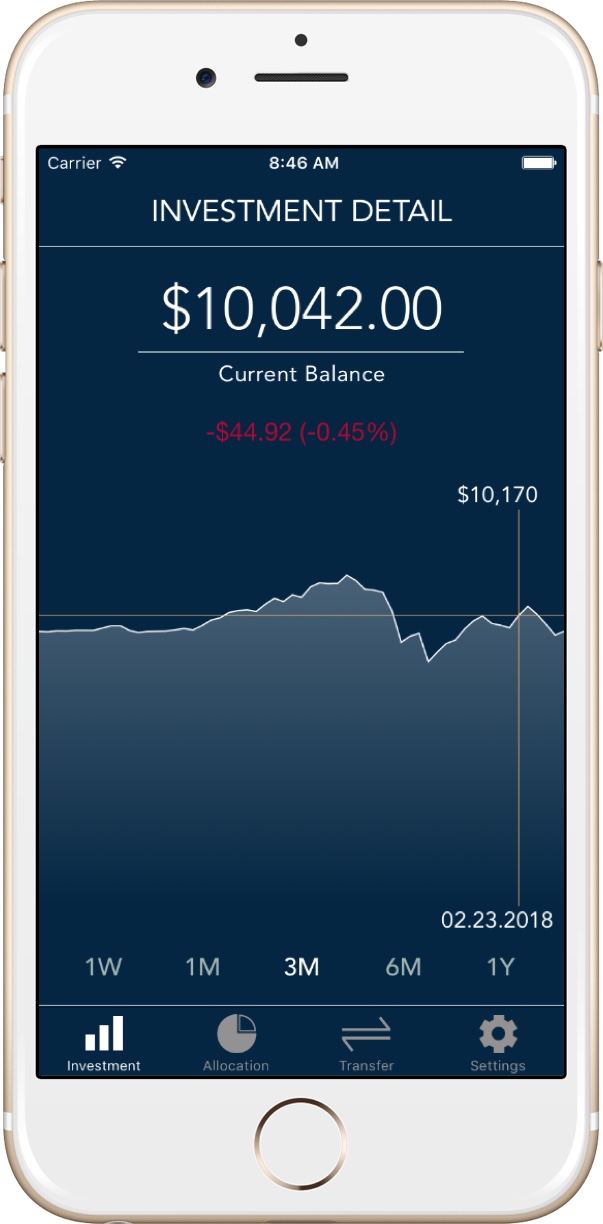 Carrier 8:46 AM
INVESTMENT DETAIL
$10,042.00
Current Balance
-$44.92 (-0.45%)
$10,170
02.23.2018
1W 1M 3M 6M 1Y
Investment Allocation Transfer Settings